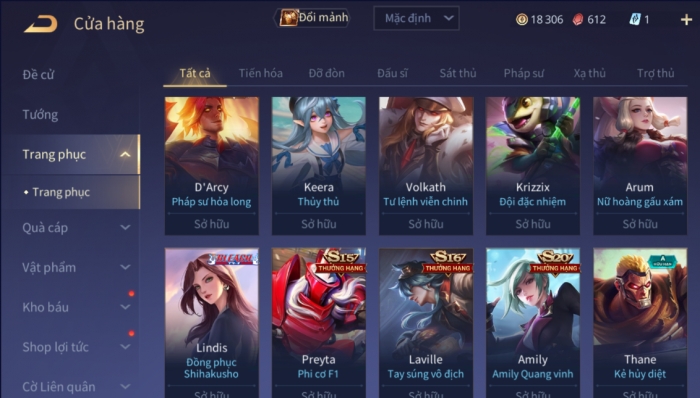 Cửa hàng
Đổi mảnh
Mặc định
18 306
612
1
Đề cử
Tướng
Trang phục
• Trang phục
Quà cáp
Vật phẩm
Kho báu
Shop lợi tức
Cờ Liên quân
Tất cả Tiến hóa Đỡ đòn Đấu sĩ Sát thủ Pháp sư Xạ thủ Trợ thủ
D'Arcy
Pháp sư hỏa long
Sở hữu
Keera
Thủy thủ
Sở hữu
Volkath
Tư lệnh viễn chinh
Sở hữu
Krizzix
Đội đặc nhiệm
Sở hữu
Arum
Nữ hoàng gấu xám
Sở hữu
BLEACH
Lindis
Đồng phục
Shihakusho
Sở hữu
S15
THƯỞNG HẠNG
Preyta
Phi cơ F1
Sở hữu
S16
THƯỞNG HẠNG
Laville
Tay súng vô địch
Sở hữu
S20
THƯỞNG HẠNG
Amily
Amily Quang vinh
Sở hữu
A
HỮU HẠN
Thane
Kẻ hủy diệt
Sở hữu